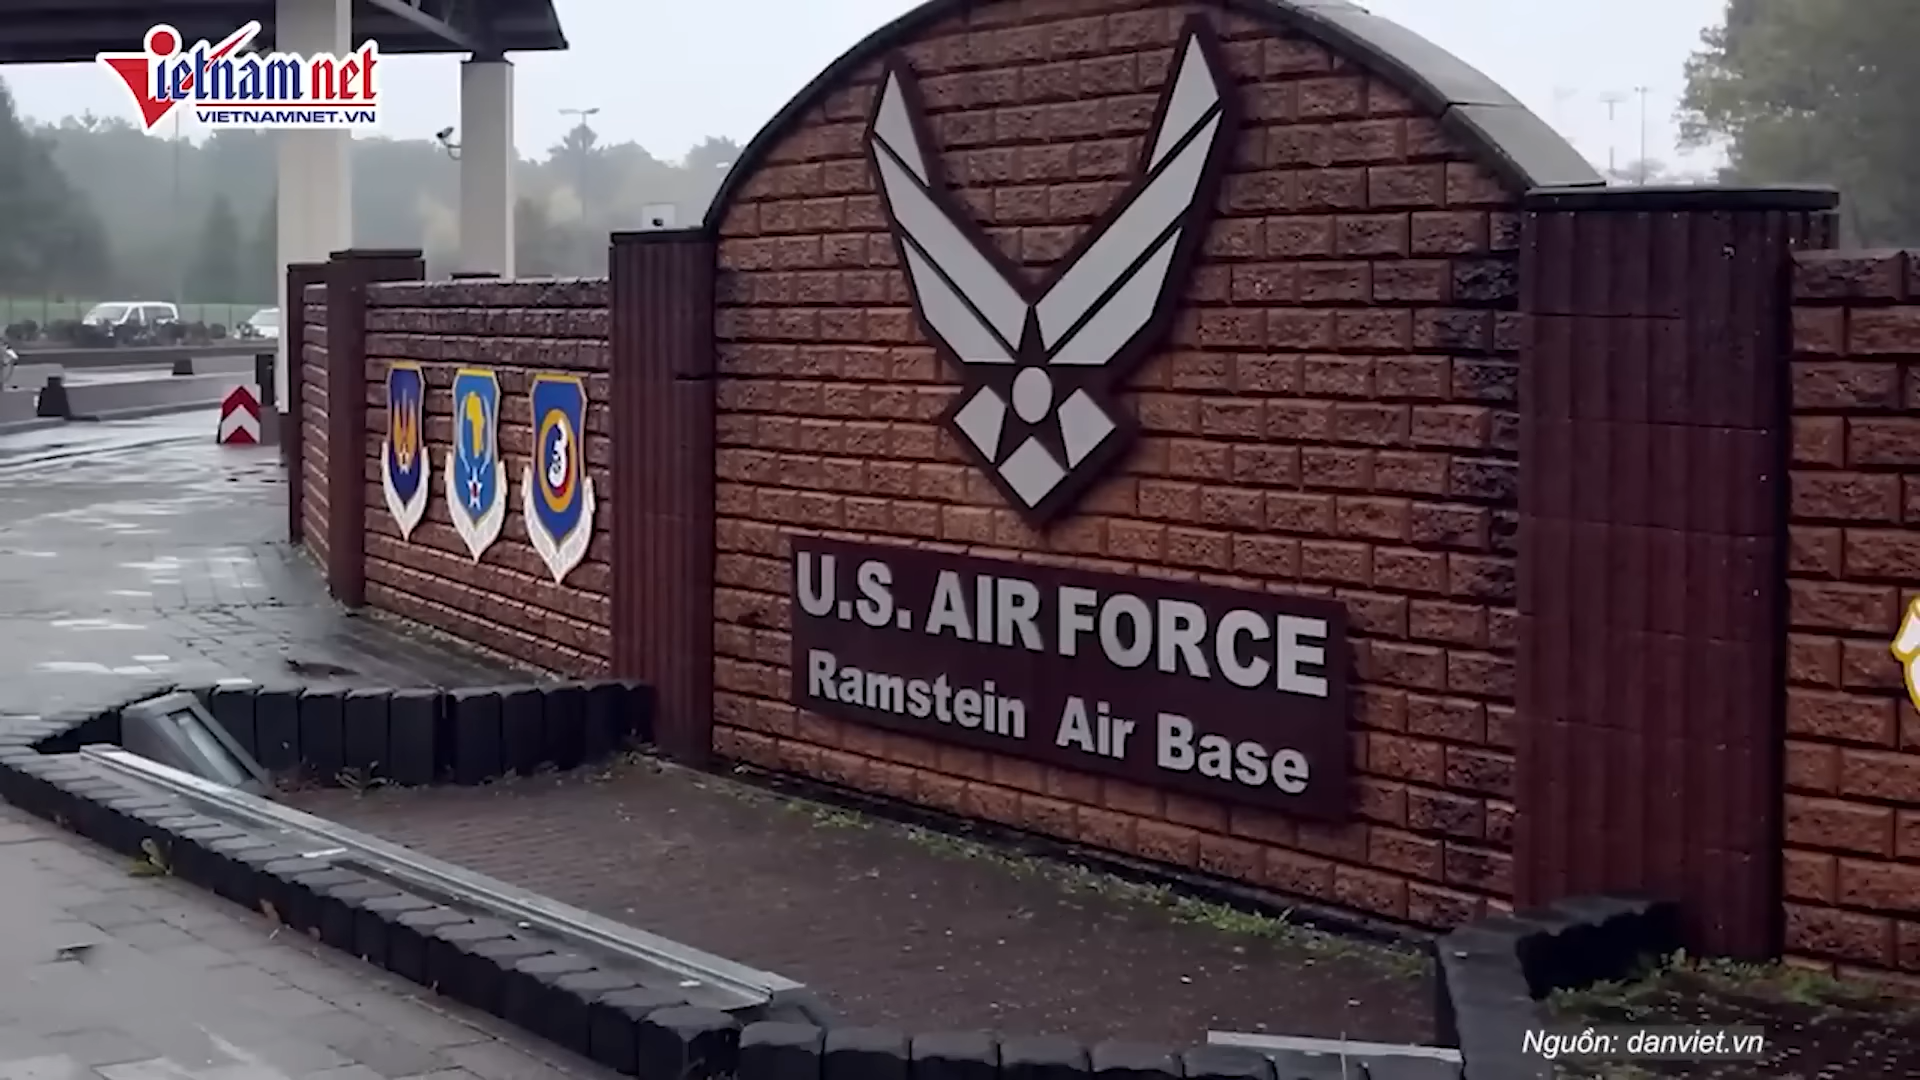 Vietnamnet
VIETNAMNET.VN
U.S. AIR FORCE
Ramstein Air Base
Nguồn: danviet.vn